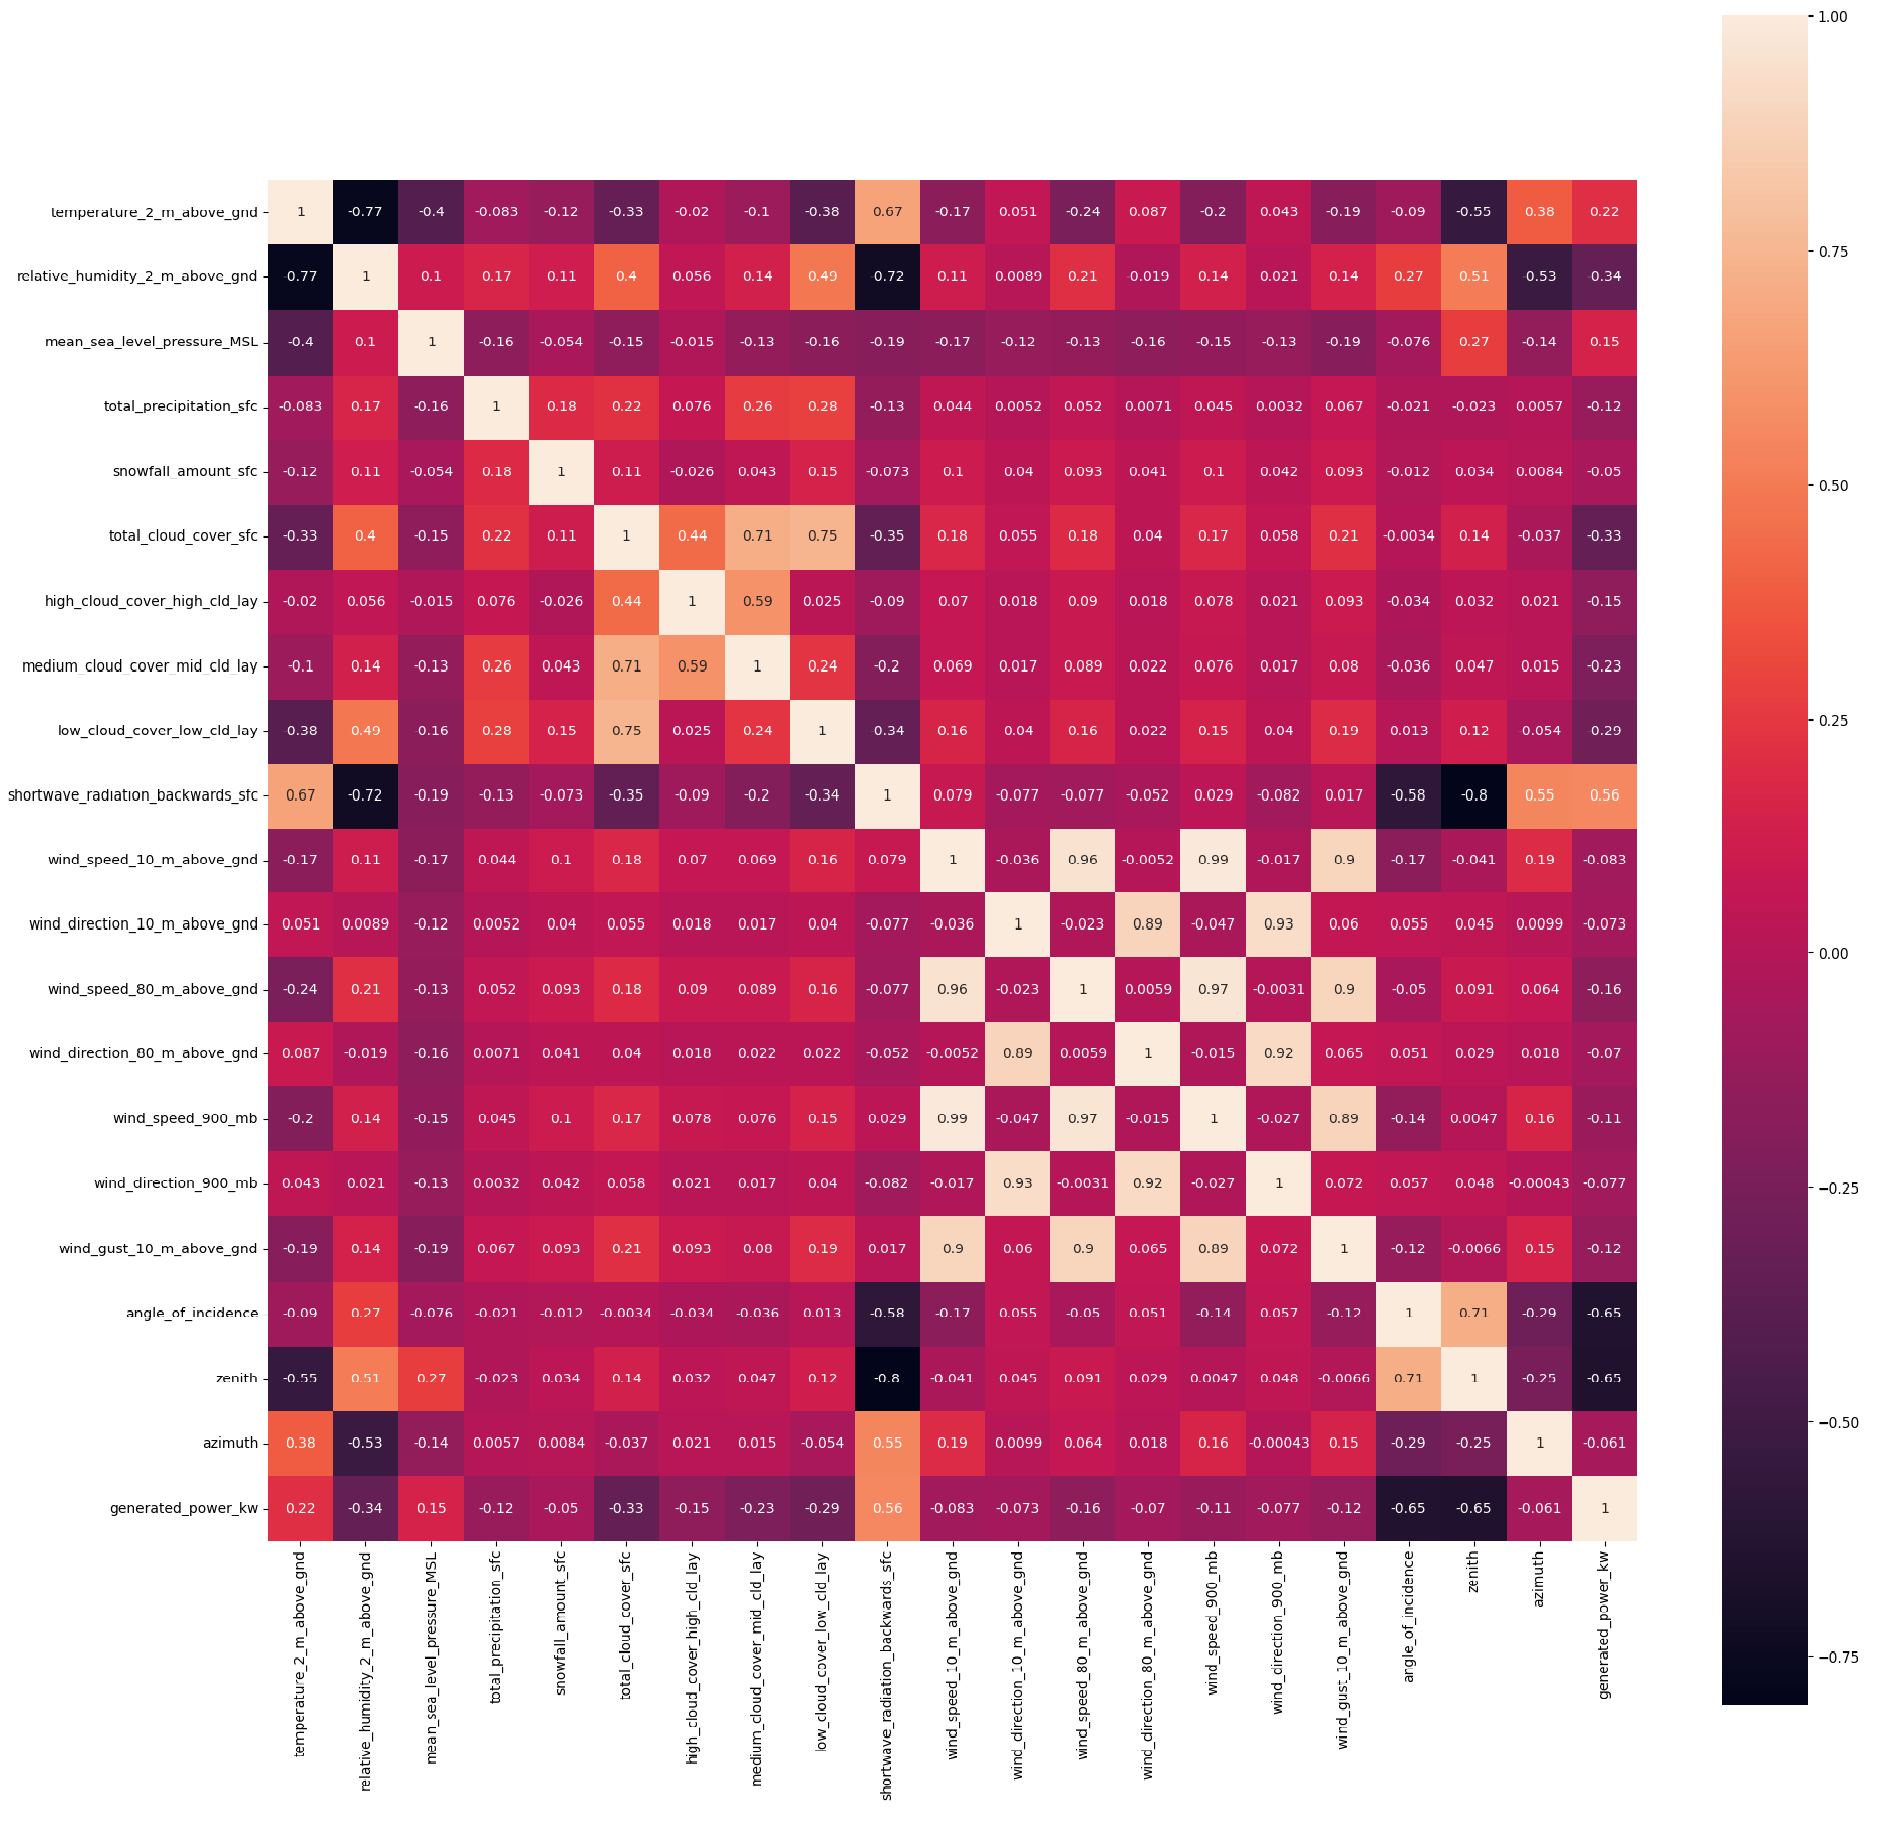 1.00
temperature_2_m_above_gnd 1 -0.77 -0.4 -0.083 -0.12 -0.33 -0.02 -0.1 -0.38 0.67 -0.17 0.051 -0.24 0.087 -0.2 0.043 -0.19 -0.09 -0.55 0.38 0.22
0.75
relative_humidity_2_m_above_gnd -0.77 1 0.1 0.17 0.11 0.4 0.056 0.14 0.49 -0.72 0.11 0.0089 0.21 -0.019 0.14 0.021 0.14 0.27 0.51 -0.53 -0.34
mean_sea_level_pressure_MSL -0.4 0.1 1 -0.16 -0.054 -0.15 -0.015 -0.13 -0.16 -0.19 -0.17 -0.12 -0.13 -0.16 -0.15 -0.13 -0.19 -0.076 0.27 -0.14 0.15
total_precipitation_sfc -0.083 0.17 -0.16 1 0.18 0.22 0.076 0.26 0.28 -0.13 0.044 0.0052 0.052 0.0071 0.045 0.0032 0.067 -0.021 -0.023 0.0057 -0.12
snowfall_amount_sfc -0.12 0.11 -0.054 0.18 1 0.11 -0.026 0.043 0.15 -0.073 0.1 0.04 0.093 0.041 0.1 0.042 0.093 -0.012 0.034 0.0084 -0.05
0.50
total_cloud_cover_sfc -0.33 0.4 -0.15 0.22 0.11 1 0.44 0.71 0.75 -0.35 0.18 0.055 0.18 0.04 0.17 0.058 0.21 -0.0034 0.14 -0.037 -0.33
high_cloud_cover_high_cld_lay -0.02 0.056 -0.015 0.076 -0.026 0.44 1 0.59 0.025 -0.09 0.07 0.018 0.09 0.018 0.078 0.021 0.093 -0.034 0.032 0.021 -0.15
medium_cloud_cover_mid_cld_lay -0.1 0.14 -0.13 0.26 0.043 0.71 0.59 1 0.24 -0.2 0.069 0.017 0.089 0.022 0.076 0.017 0.08 -0.036 0.047 0.015 -0.23
0.25
low_cloud_cover_low_cld_lay -0.38 0.49 -0.16 0.28 0.15 0.75 0.025 0.24 1 -0.34 0.16 0.04 0.16 0.022 0.15 0.04 0.19 0.013 0.12 -0.054 -0.29
shortwave_radiation_backwards_sfc 0.67 -0.72 -0.19 -0.13 -0.073 -0.35 -0.09 -0.2 -0.34 1 0.079 -0.077 -0.077 -0.052 0.029 -0.082 0.017 -0.58 -0.8 0.55 0.56
wind_speed_10_m_above_gnd -0.17 0.11 -0.17 0.044 0.1 0.18 0.07 0.069 0.16 0.079 1 -0.036 0.96 -0.0052 0.99 -0.017 0.9 -0.17 -0.041 0.19 -0.083
wind_direction_10_m_above_gnd 0.051 0.0089 -0.12 0.0052 0.04 0.055 0.018 0.017 0.04 -0.077 -0.036 1 -0.023 0.89 -0.047 0.93 0.06 0.055 0.045 0.0099 -0.073
0.00
wind_speed_80_m_above_gnd -0.24 0.21 -0.13 0.052 0.093 0.18 0.09 0.089 0.16 -0.077 0.96 -0.023 1 0.0059 0.97 -0.0031 0.9 -0.05 0.091 0.064 -0.16
wind_direction_80_m_above_gnd 0.087 -0.019 -0.16 0.0071 0.041 0.04 0.018 0.022 0.022 -0.052 -0.0052 0.89 0.0059 1 -0.015 0.92 0.065 0.051 0.029 0.018 -0.07
wind_speed_900_mb -0.2 0.14 -0.15 0.045 0.1 0.17 0.078 0.076 0.15 0.029 0.99 -0.047 0.97 -0.015 1 -0.027 0.89 -0.14 0.0047 0.16 -0.11
wind_direction_900_mb 0.043 0.021 -0.13 0.0032 0.042 0.058 0.021 0.017 0.04 -0.082 -0.017 0.93 -0.0031 0.92 -0.027 1 0.072 0.057 0.048 -0.00043 -0.077
−0.25
wind_gust_10_m_above_gnd -0.19 0.14 -0.19 0.067 0.093 0.21 0.093 0.08 0.19 0.017 0.9 0.06 0.9 0.065 0.89 0.072 1 -0.12 -0.0066 0.15 -0.12
angle_of_incidence -0.09 0.27 -0.076 -0.021 -0.012 -0.0034 -0.034 -0.036 0.013 -0.58 -0.17 0.055 -0.05 0.051 -0.14 0.057 -0.12 1 0.71 -0.29 -0.65
zenith -0.55 0.51 0.27 -0.023 0.034 0.14 0.032 0.047 0.12 -0.8 -0.041 0.045 0.091 0.029 0.0047 0.048 -0.0066 0.71 1 -0.25 -0.65
−0.50
azimuth 0.38 -0.53 -0.14 0.0057 0.0084 -0.037 0.021 0.015 -0.054 0.55 0.19 0.0099 0.064 0.018 0.16 -0.00043 0.15 -0.29 -0.25 1 -0.061
generated_power_kw 0.22 -0.34 0.15 -0.12 -0.05 -0.33 -0.15 -0.23 -0.29 0.56 -0.083 -0.073 -0.16 -0.07 -0.11 -0.077 -0.12 -0.65 -0.65 -0.061 1
−0.75
temperature_2_m_above_gnd
relative_humidity_2_m_above_gnd
mean_sea_level_pressure_MSL
total_precipitation_sfc
snowfall_amount_sfc
total_cloud_cover_sfc
high_cloud_cover_high_cld_lay
medium_cloud_cover_mid_cld_lay
low_cloud_cover_low_cld_lay
shortwave_radiation_backwards_sfc
wind_speed_10_m_above_gnd
wind_direction_10_m_above_gnd
wind_speed_80_m_above_gnd
wind_direction_80_m_above_gnd
wind_speed_900_mb
wind_direction_900_mb
wind_gust_10_m_above_gnd
angle_of_incidence
zenith
azimuth
generated_power_kw